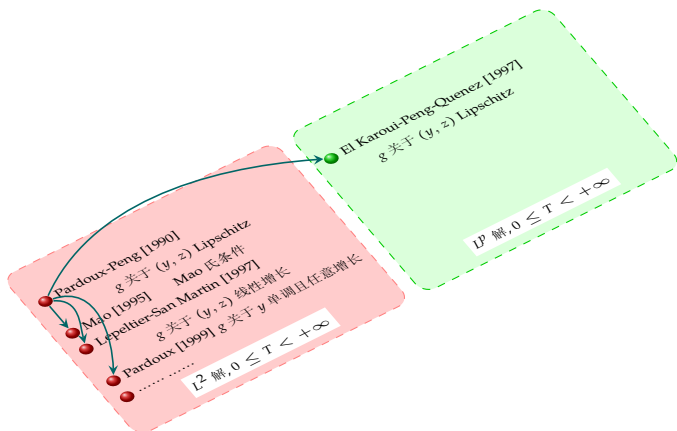 El Karoui-Peng-Quenez [1997]
g 关于 (y, z) Lipschitz
L^p 解, 0 ≤ T < +∞
Pardoux-Peng [1990]
g 关于 (y, z) Lipschitz
Mao [1995] Mao 氏条件
Lepeltier-San Martin [1997]
g 关于 (y, z) 线性增长
Pardoux [1999] g 关于 y 单调且任意增长
…… ……
L^2 解, 0 ≤ T < +∞